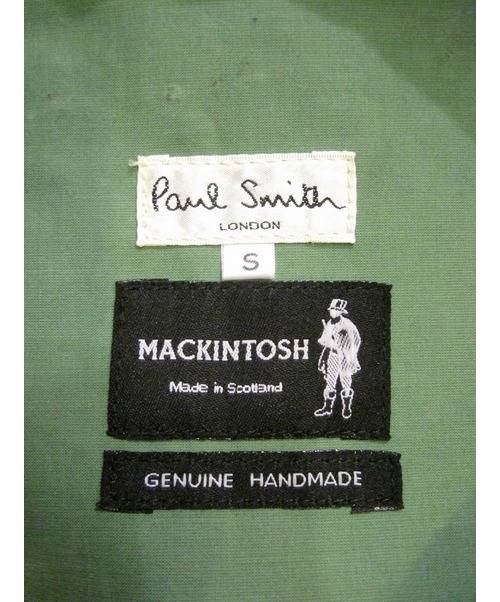 Paul Smith
LONDON
S
MACKINTOSH
Made in Scotland
GENUINE HANDMADE